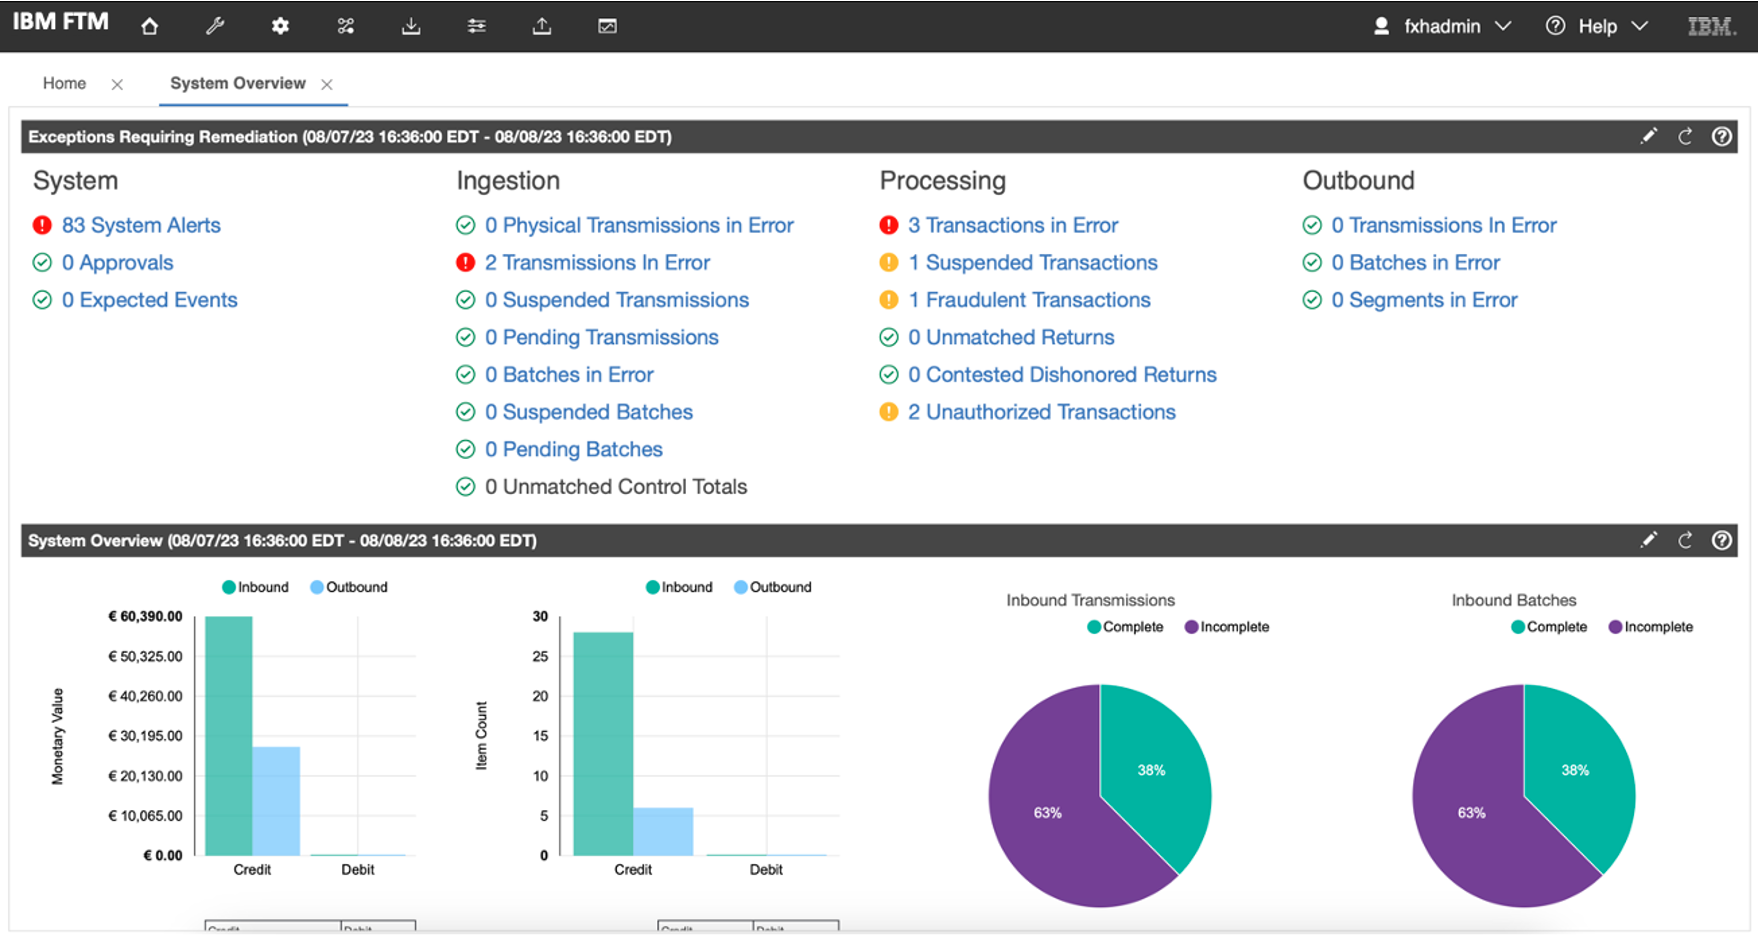 IBM FTM
fxhadmin
Help
IBM.
Home
System Overview
Exceptions Requiring Remediation (08/07/23 16:36:00 EDT - 08/08/23 16:36:00 EDT)
System
83 System Alerts
0 Approvals
0 Expected Events
Ingestion
0 Physical Transmissions in Error
2 Transmissions In Error
0 Suspended Transmissions
0 Pending Transmissions
0 Batches in Error
0 Suspended Batches
0 Pending Batches
0 Unmatched Control Totals
Processing
3 Transactions in Error
1 Suspended Transactions
1 Fraudulent Transactions
0 Unmatched Returns
0 Contested Dishonored Returns
2 Unauthorized Transactions
Outbound
0 Transmissions In Error
0 Batches in Error
0 Segments in Error
System Overview (08/07/23 16:36:00 EDT - 08/08/23 16:36:00 EDT)
Inbound Outbound
Monetary Value
€ 60,390.00
€ 50,325.00
€ 40,260.00
€ 30,195.00
€ 20,130.00
€ 10,065.00
€ 0.00
Credit Debit
Credit Debit
Inbound Outbound
Item Count
30
25
20
15
10
5
0
Credit Debit
Credit Debit
Inbound Transmissions
Complete Incomplete
38%
63%
Inbound Batches
Complete Incomplete
38%
63%